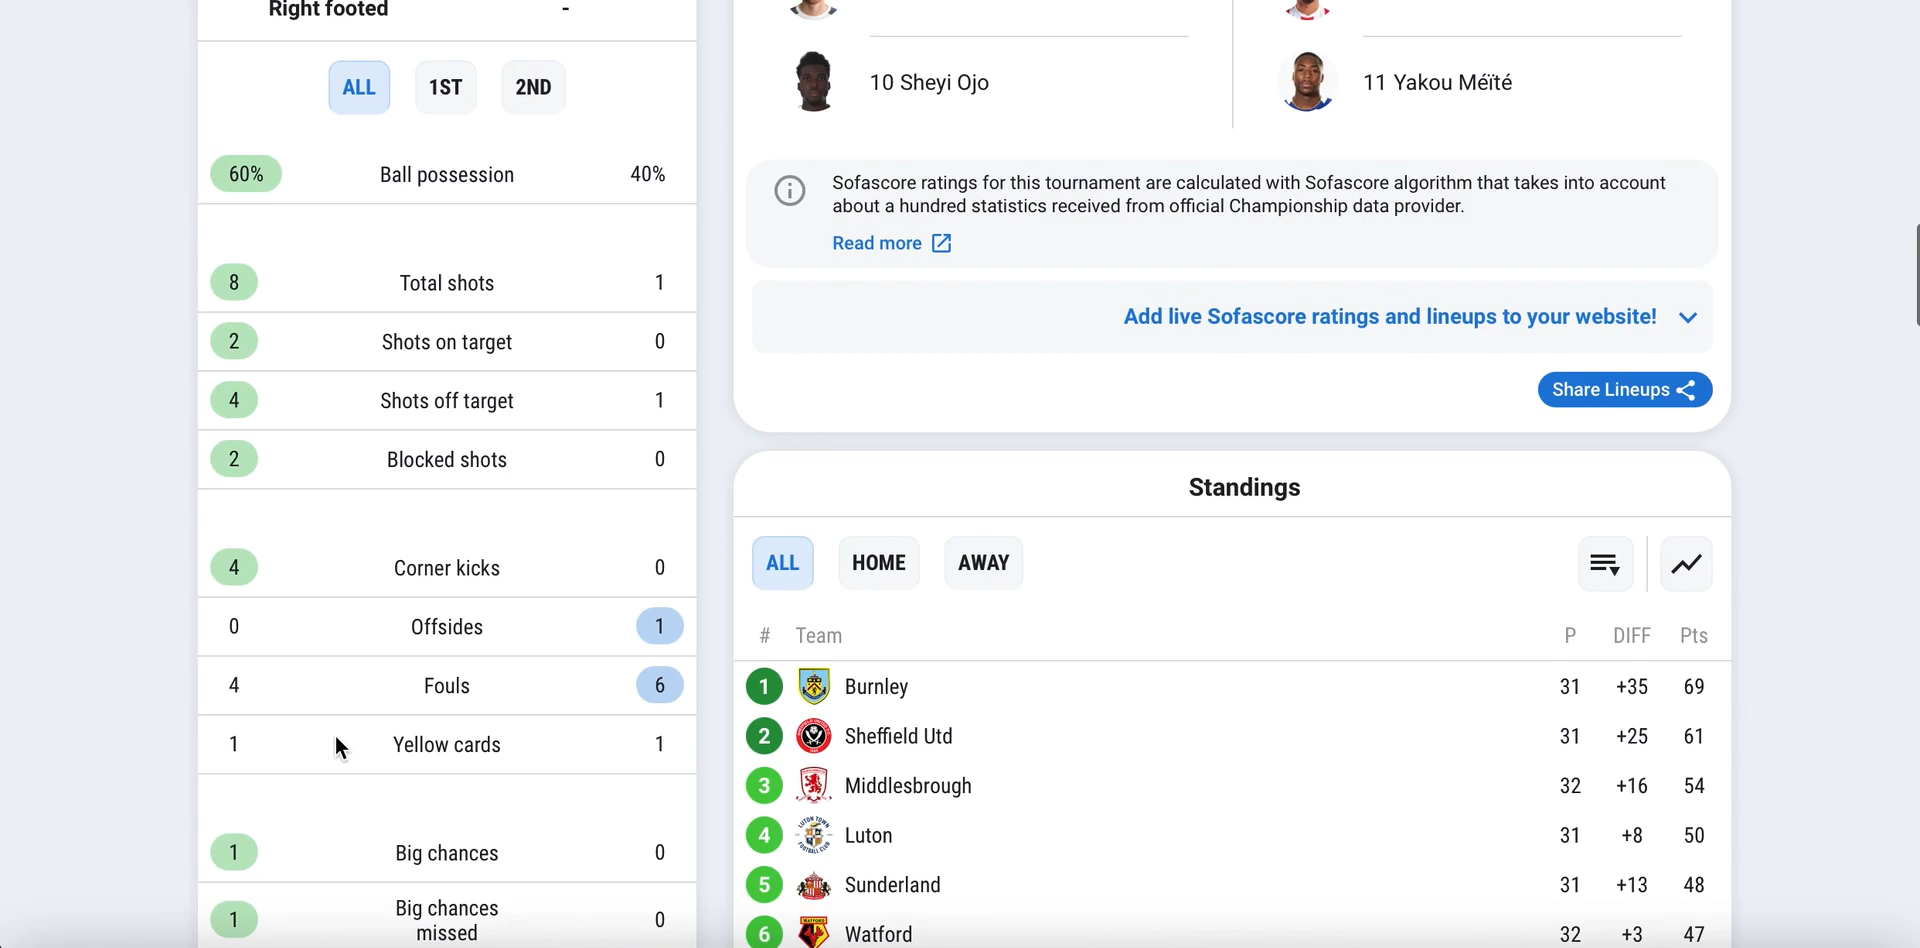 Right footed -
ALL 1ST 2ND
60% Ball possession 40%
8 Total shots 1
2 Shots on target 0
4 Shots off target 1
2 Blocked shots 0
4 Corner kicks 0
0 Offsides 1
4 Fouls 6
1 Yellow cards 1
1 Big chances 0
1 Big chances missed 0
10 Sheyi Ojo
11 Yakou Méïté
Sofascore ratings for this tournament are calculated with Sofascore algorithm that takes into account
about a hundred statistics received from official Championship data provider.
Read more
Add live Sofascore ratings and lineups to your website!
Share Lineups
Standings
ALL HOME AWAY
# Team P DIFF Pts
1 Burnley 31 +35 69
2 Sheffield Utd 31 +25 61
3 Middlesbrough 32 +16 54
4 Luton 31 +8 50
5 Sunderland 31 +13 48
6 Watford 32 +3 47